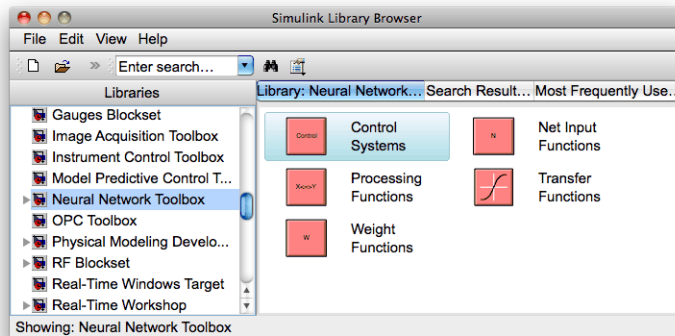 Simulink Library Browser
File Edit View Help
» Enter search...
Libraries
Library: Neural Network... Search Result... Most Frequently Use...
Gauges Blockset
Image Acquisition Toolbox
Instrument Control Toolbox
Model Predictive Control T...
Neural Network Toolbox
OPC Toolbox
Physical Modeling Develo...
RF Blockset
Real-Time Windows Target
Real-Time Workshop
Control
Control
Systems
N
Net Input
Functions
X<=>Y
Processing
Functions
Transfer
Functions
W
Weight
Functions
Showing: Neural Network Toolbox